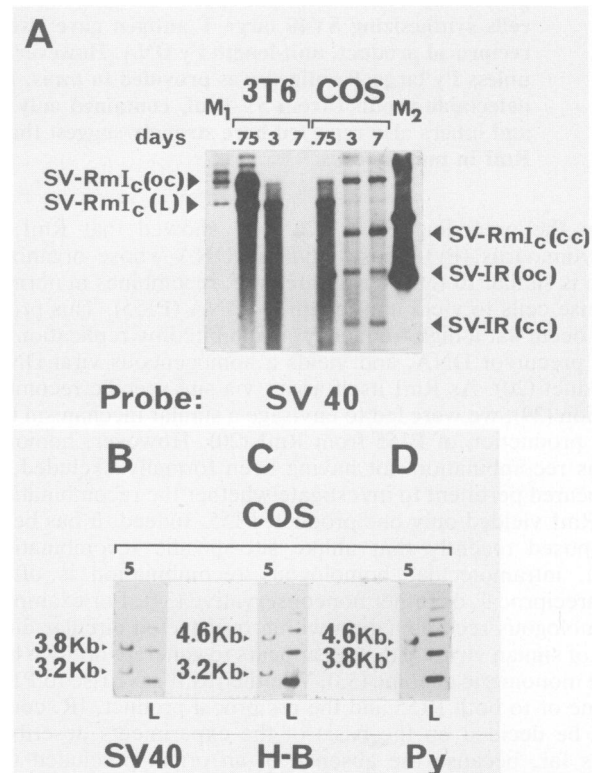 A
3T6 COS
M1 M2
days .75 3 7 .75 3 7
SV-RmIc(oc)
SV-RmIc(L)
SV-RmIc(cc)
SV-IR(oc)
SV-IR(cc)
Probe: SV 40
B C D
COS
5 5 5
3.8Kb 4.6Kb 4.6Kb
3.2Kb 3.2Kb 3.8Kb
L L L
SV40 H-B Py